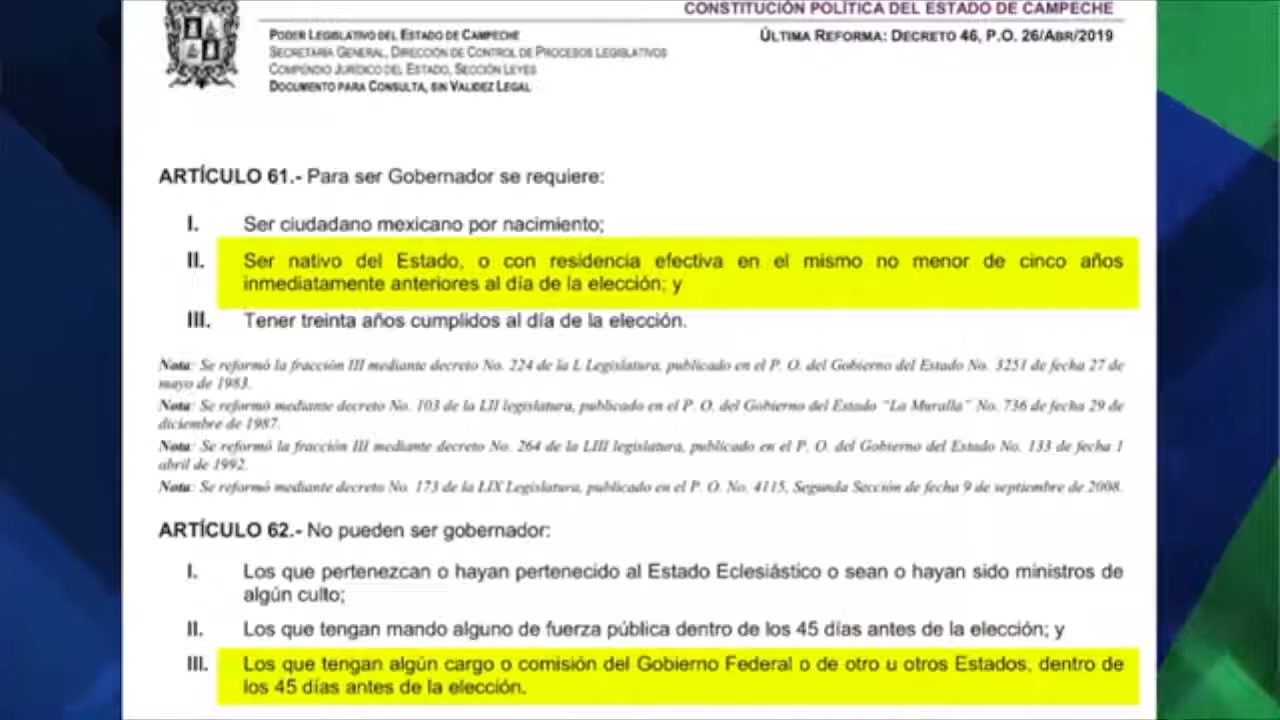 CONSTITUCIÓN POLÍTICA DEL ESTADO DE CAMPECHE
PODER LEGISLATIVO DEL ESTADO DE CAMPECHE
ÚLTIMA REFORMA: DECRETO 46, P.O. 26/ABR/2019
SECRETARÍA GENERAL, DIRECCIÓN DE CONTROL DE PROCESOS LEGISLATIVOS
COMPENDIO JURÍDICO DEL ESTADO, SECCIÓN LEYES
DOCUMENTO PARA CONSULTA, SIN VALIDEZ LEGAL
ARTÍCULO 61.- Para ser Gobernador se requiere:
I. Ser ciudadano mexicano por nacimiento;
II. Ser nativo del Estado, o con residencia efectiva en el mismo no menor de cinco años
inmediatamente anteriores al día de la elección; y
III. Tener treinta años cumplidos al día de la elección.
Nota: Se reformó la fracción III mediante decreto No. 224 de la L Legislatura, publicado en el P. O. del Gobierno del Estado No. 3251 de fecha 27 de
mayo de 1983.
Nota: Se reformó mediante decreto No. 103 de la LII legislatura, publicado en el P. O. del Gobierno del Estado "La Muralla" No. 736 de fecha 29 de
diciembre de 1987.
Nota: Se reformó la fracción III mediante decreto No. 264 de la LIII legislatura, publicado en el P. O. del Gobierno del Estado No. 133 de fecha 1
abril de 1992.
Nota: Se reformó mediante decreto No. 173 de la LIX Legislatura, publicado en el P. O. No. 4115, Segunda Sección de fecha 9 de septiembre de 2008.
ARTÍCULO 62.- No pueden ser gobernador:
I. Los que pertenezcan o hayan pertenecido al Estado Eclesiástico o sean o hayan sido ministros de
algún culto;
II. Los que tengan mando alguno de fuerza pública dentro de los 45 días antes de la elección; y
III. Los que tengan algún cargo o comisión del Gobierno Federal o de otro u otros Estados, dentro de
los 45 días antes de la elección.